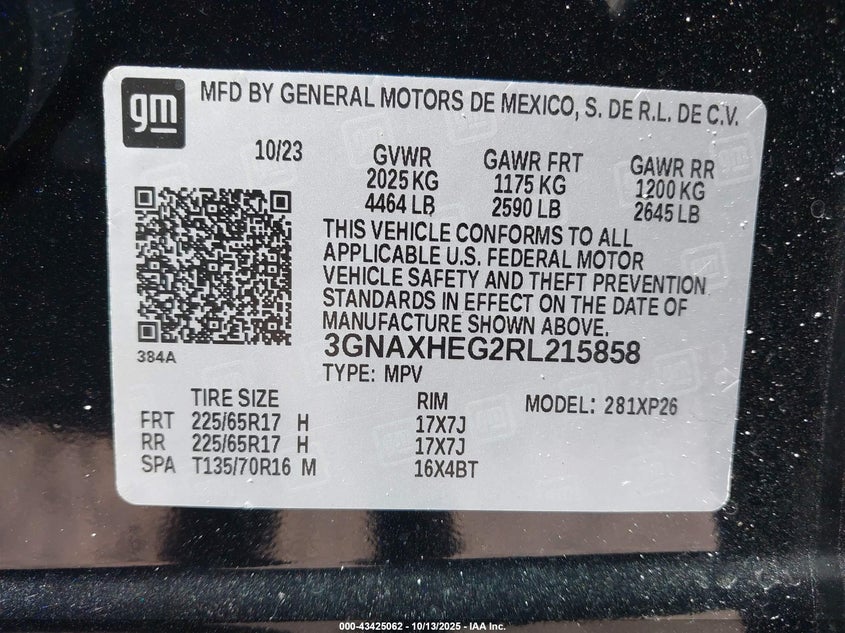 gm
MFD BY GENERAL MOTORS DE MEXICO, S. DE R.L. DE C.V.
10/23 GVWR GAWR FRT GAWR RR
2025 KG 1175 KG 1200 KG
4464 LB 2590 LB 2645 LB
THIS VEHICLE CONFORMS TO ALL
APPLICABLE U.S. FEDERAL MOTOR
VEHICLE SAFETY AND THEFT PREVENTION
STANDARDS IN EFFECT ON THE DATE OF
MANUFACTURE SHOWN ABOVE.
384A
3GNAXHEG2RL215858
TYPE: MPV
TIRE SIZE RIM MODEL: 281XP26
FRT 225/65R17 H 17X7J
RR 225/65R17 H 17X7J
SPA T135/70R16 M 16X4BT
000-43425062 | 10/13/2025 - IAA Inc.